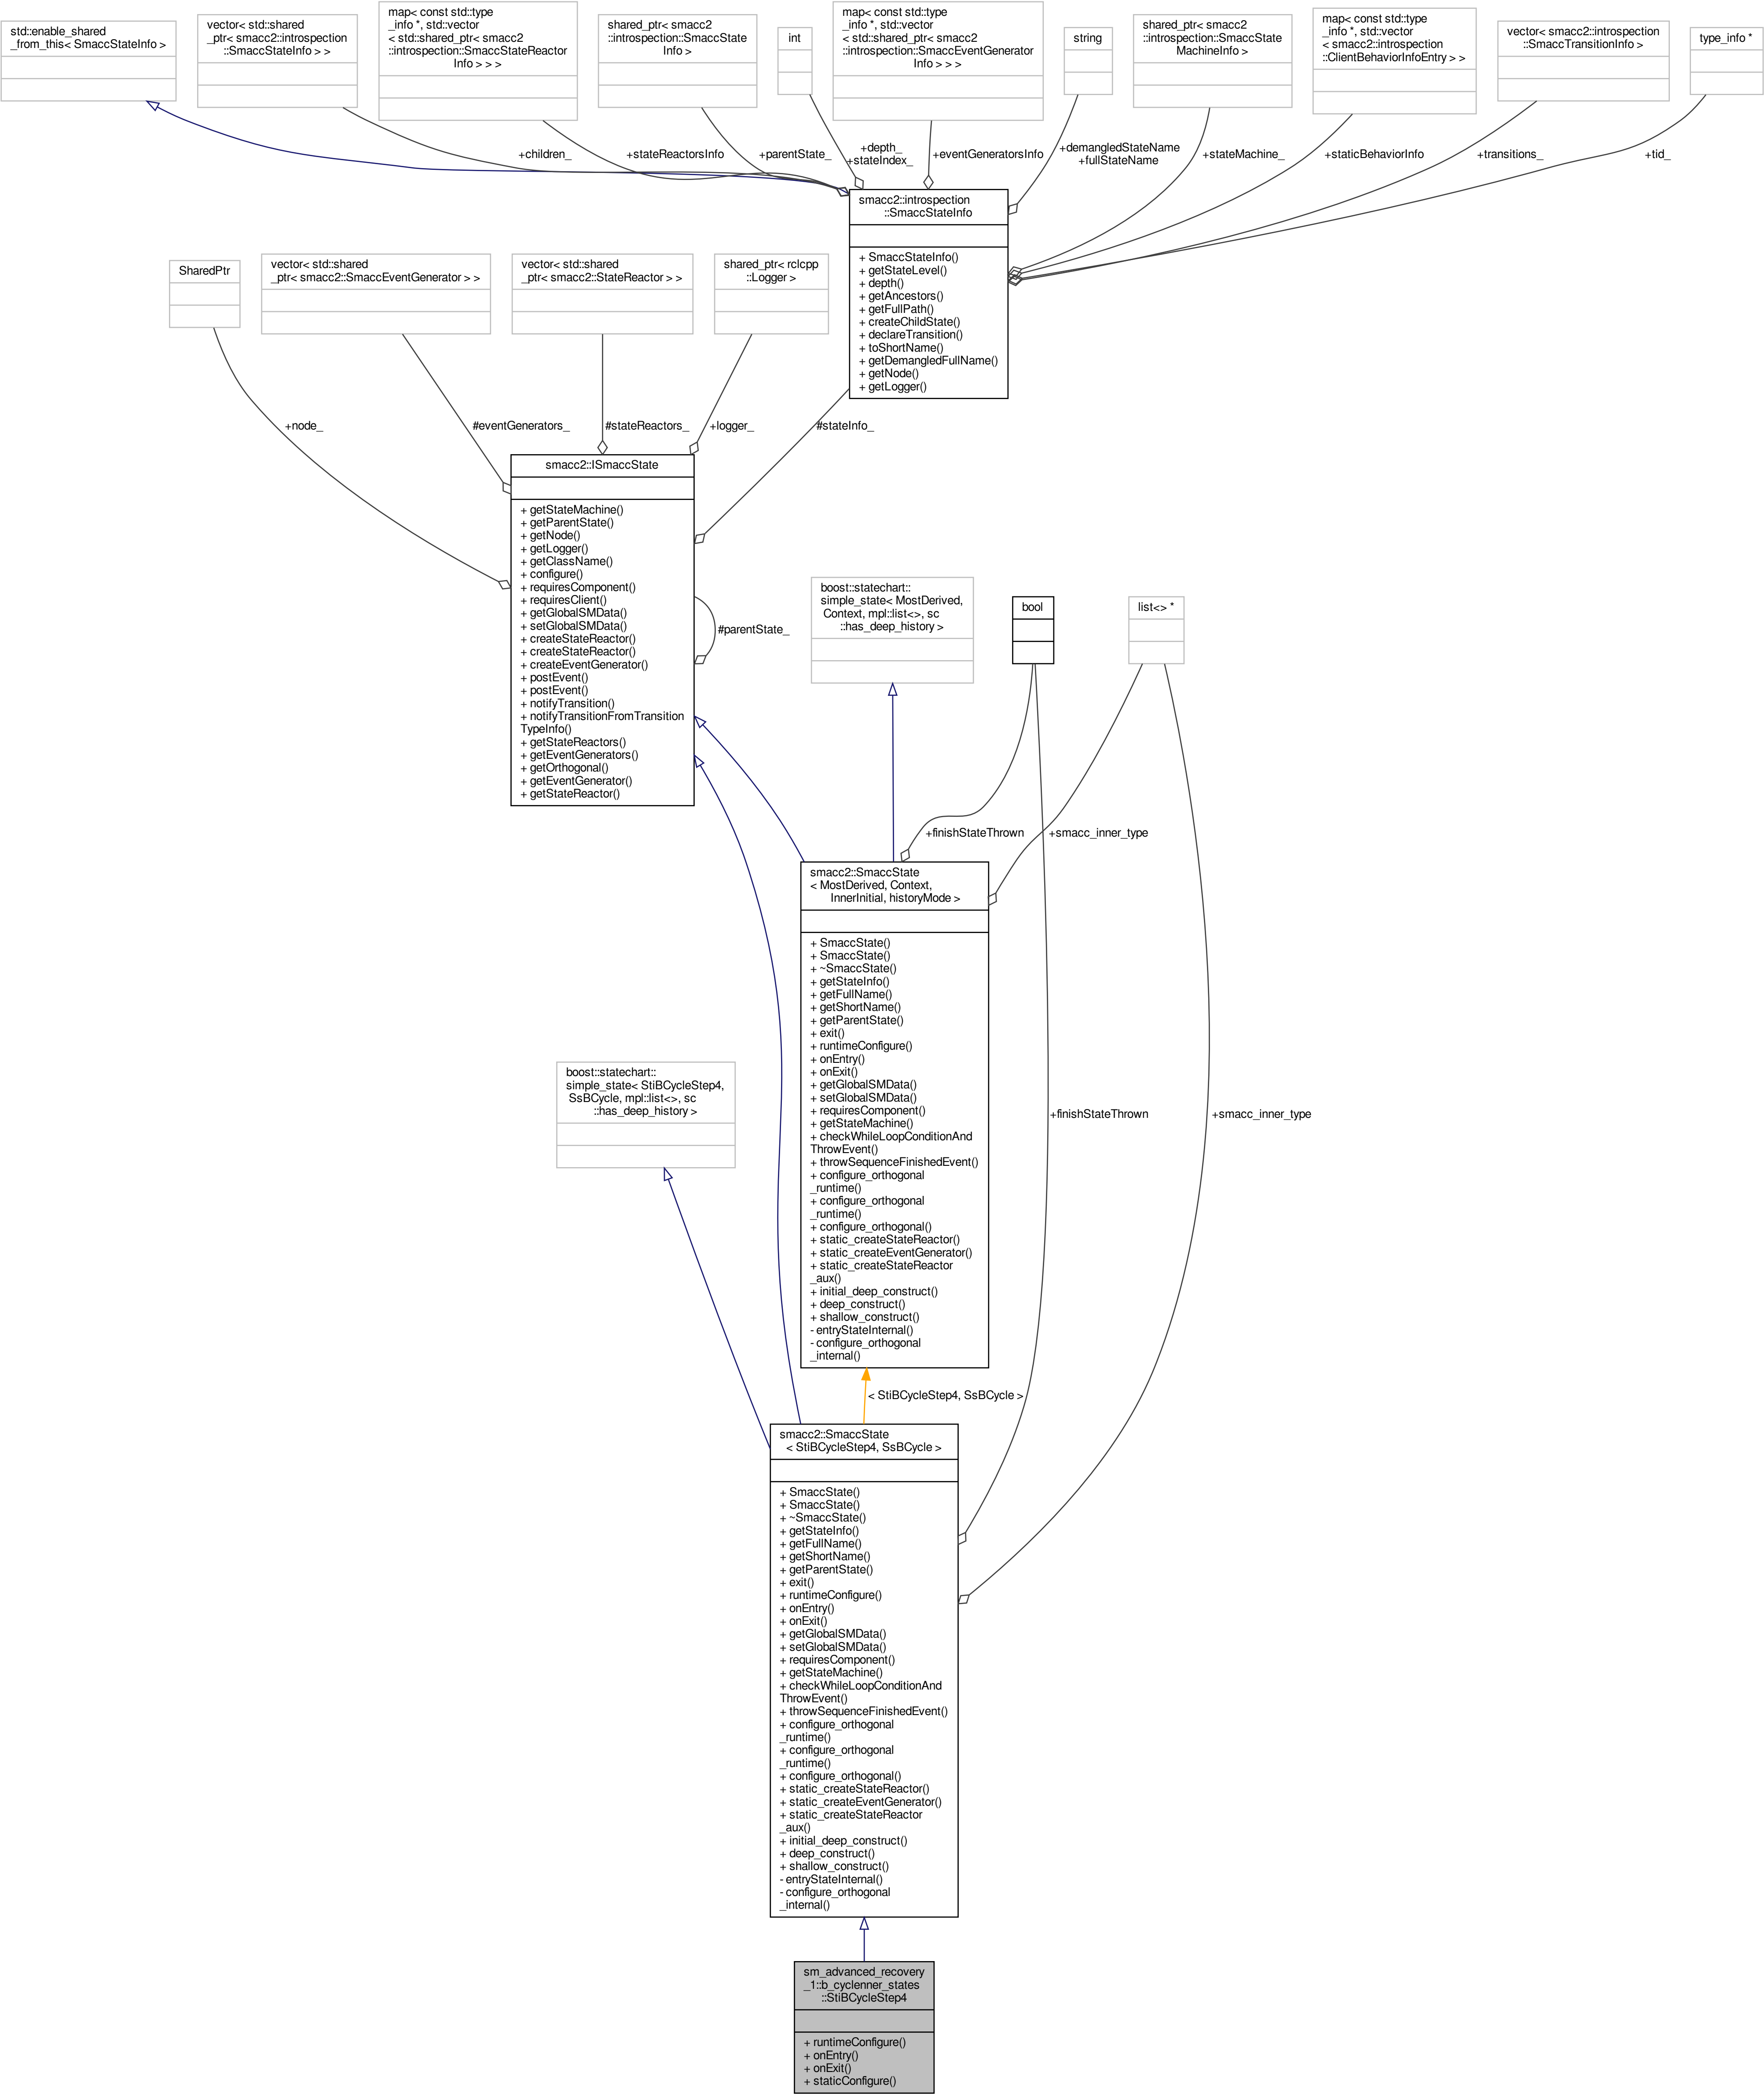 std::enable_shared
_from_this< SmaccStateInfo >
vector< std::shared
_ptr< smacc2::introspection
::SmaccStateInfo > >
map< const std::type
_info *, std::vector
< std::shared_ptr< smacc2
::introspection::SmaccStateReactor
Info > > >
shared_ptr< smacc2
::introspection::SmaccState
Info >
int
map< const std::type
_info *, std::vector
< std::shared_ptr< smacc2
::introspection::SmaccEventGenerator
Info > > >
string
shared_ptr< smacc2
::introspection::SmaccState
MachineInfo >
map< const std::type
_info *, std::vector
< smacc2::introspection
::ClientBehaviorInfoEntry > >
vector< smacc2::introspection
::SmaccTransitionInfo >
type_info *
+children_
+stateReactorsInfo
+parentState_
+depth_
+stateIndex_
+eventGeneratorsInfo
+demangledStateName
+fullStateName
+stateMachine_
+staticBehaviorInfo
+transitions_
+tid_
smacc2::introspection
::SmaccStateInfo
+ SmaccStateInfo()
+ getStateLevel()
+ depth()
+ getAncestors()
+ getFullPath()
+ createChildState()
+ declareTransition()
+ toShortName()
+ getDemangledFullName()
+ getNode()
+ getLogger()
SharedPtr
vector< std::shared
_ptr< smacc2::SmaccEventGenerator > >
vector< std::shared
_ptr< smacc2::StateReactor > >
shared_ptr< rclcpp
::Logger >
+node_
#eventGenerators_
#stateReactors_
+logger_
#stateInfo_
smacc2::ISmaccState
+ getStateMachine()
+ getParentState()
+ getNode()
+ getLogger()
+ getClassName()
+ configure()
+ requiresComponent()
+ requiresClient()
+ getGlobalSMData()
+ setGlobalSMData()
+ createStateReactor()
+ createStateReactor()
+ createEventGenerator()
+ postEvent()
+ postEvent()
+ notifyTransition()
+ notifyTransitionFromTransition
TypeInfo()
+ getStateReactors()
+ getEventGenerators()
+ getOrthogonal()
+ getEventGenerator()
+ getStateReactor()
#parentState_
boost::statechart::
simple_state< MostDerived,
Context, mpl::list<>, sc
::has_deep_history >
bool
list<> *
+finishStateThrown
+smacc_inner_type
smacc2::SmaccState
< MostDerived, Context,
InnerInitial, historyMode >
+ SmaccState()
+ SmaccState()
+ ~SmaccState()
+ getStateInfo()
+ getFullName()
+ getShortName()
+ getParentState()
+ exit()
+ runtimeConfigure()
+ onEntry()
+ onExit()
+ getGlobalSMData()
+ setGlobalSMData()
+ requiresComponent()
+ getStateMachine()
+ checkWhileLoopConditionAnd
ThrowEvent()
+ throwSequenceFinishedEvent()
+ configure_orthogonal
_runtime()
+ configure_orthogonal
_runtime()
+ configure_orthogonal()
+ static_createStateReactor()
+ static_createEventGenerator()
+ static_createStateReactor
_aux()
+ initial_deep_construct()
+ deep_construct()
+ shallow_construct()
- entryStateInternal()
- configure_orthogonal
_internal()
boost::statechart::
simple_state< StiBCycleStep4,
SsBCycle, mpl::list<>, sc
::has_deep_history >
+finishStateThrown
+smacc_inner_type
< StiBCycleStep4, SsBCycle >
smacc2::SmaccState
< StiBCycleStep4, SsBCycle >
+ SmaccState()
+ SmaccState()
+ ~SmaccState()
+ getStateInfo()
+ getFullName()
+ getShortName()
+ getParentState()
+ exit()
+ runtimeConfigure()
+ onEntry()
+ onExit()
+ getGlobalSMData()
+ setGlobalSMData()
+ requiresComponent()
+ getStateMachine()
+ checkWhileLoopConditionAnd
ThrowEvent()
+ throwSequenceFinishedEvent()
+ configure_orthogonal
_runtime()
+ configure_orthogonal
_runtime()
+ configure_orthogonal()
+ static_createStateReactor()
+ static_createEventGenerator()
+ static_createStateReactor
_aux()
+ initial_deep_construct()
+ deep_construct()
+ shallow_construct()
- entryStateInternal()
- configure_orthogonal
_internal()
sm_advanced_recovery
_1::b_cyclenner_states
::StiBCycleStep4
+ runtimeConfigure()
+ onEntry()
+ onExit()
+ staticConfigure()